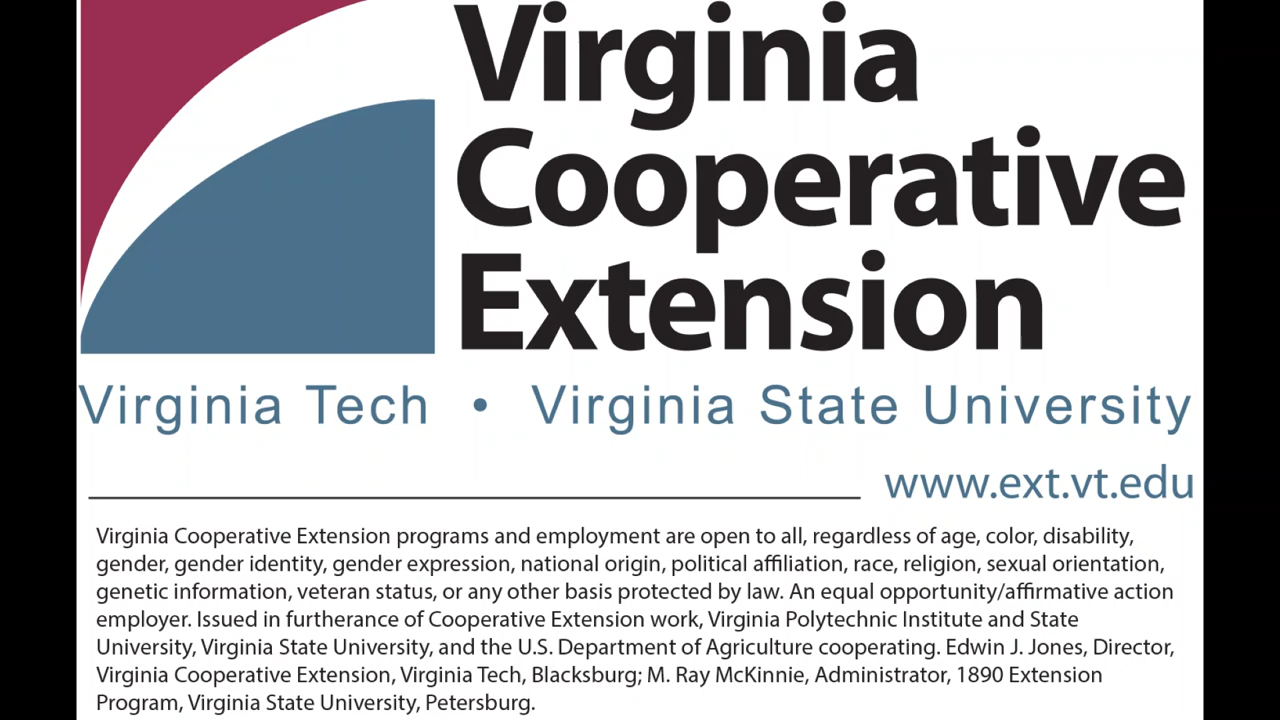 Virginia
Cooperative
Extension
Virginia Tech • Virginia State University
www.ext.vt.edu
Virginia Cooperative Extension programs and employment are open to all, regardless of age, color, disability,
gender, gender identity, gender expression, national origin, political affiliation, race, religion, sexual orientation,
genetic information, veteran status, or any other basis protected by law. An equal opportunity/affirmative action
employer. Issued in furtherance of Cooperative Extension work, Virginia Polytechnic Institute and State
University, Virginia State University, and the U.S. Department of Agriculture cooperating. Edwin J. Jones, Director,
Virginia Cooperative Extension, Virginia Tech, Blacksburg; M. Ray McKinnie, Administrator, 1890 Extension
Program, Virginia State University, Petersburg.